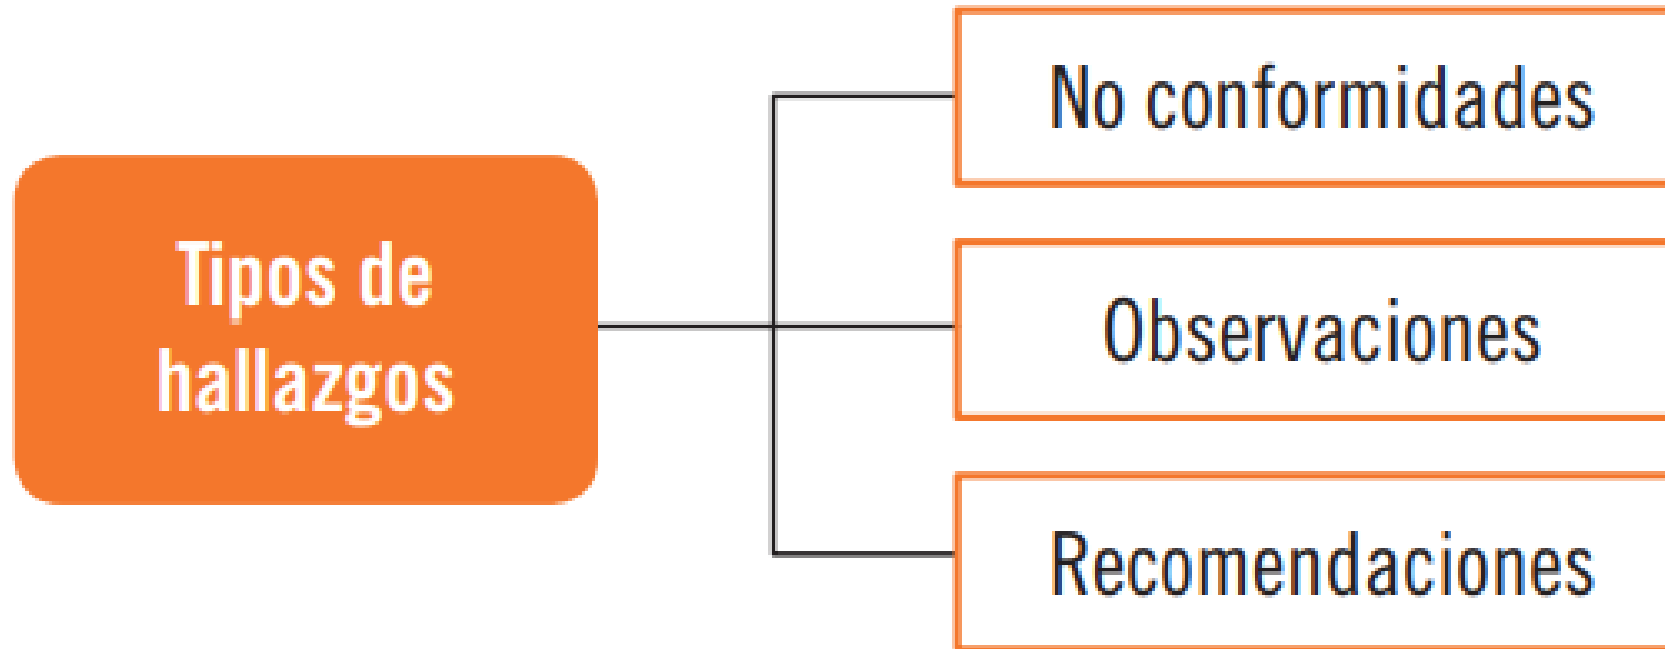 Tipos de
hallazgos
No conformidades
Observaciones
Recomendaciones